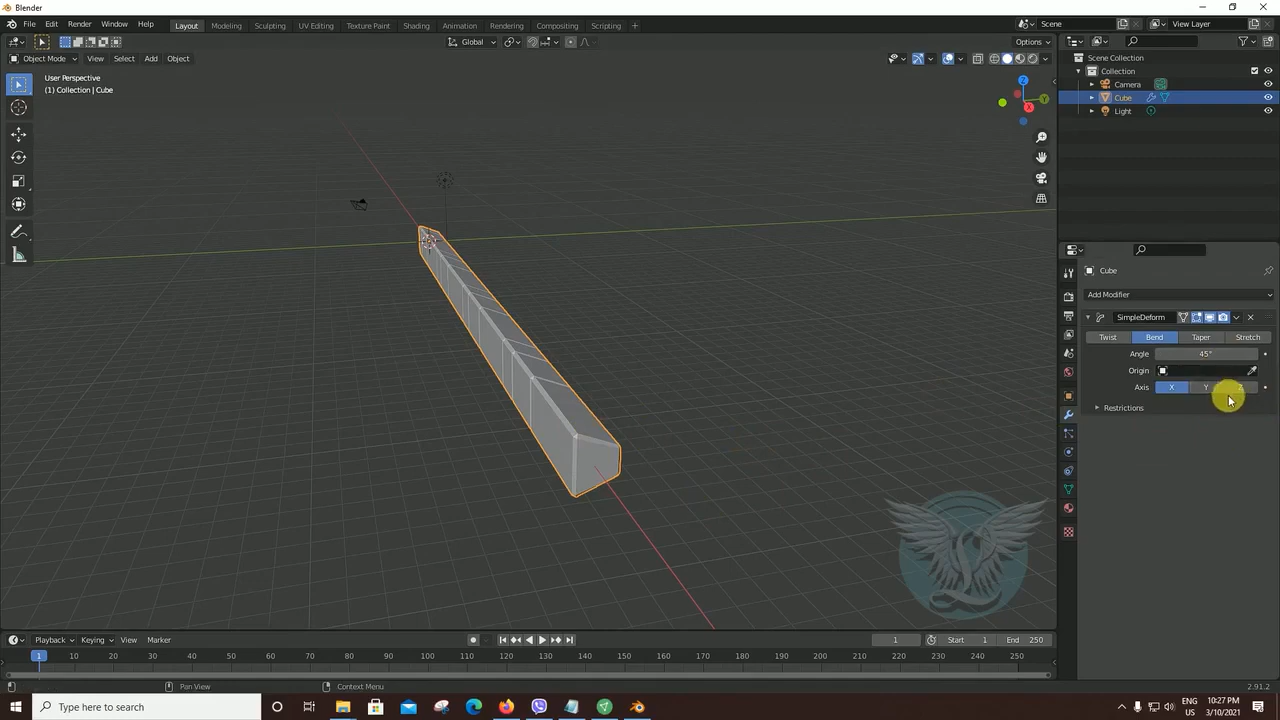 Blender
File Edit Render Window Help Layout Modeling Sculpting UV Editing Texture Paint Shading Animation Rendering Compositing Scripting + Scene View Layer
Global Options
Object Mode View Select Add Object
User Perspective
(1) Collection | Cube
Z
Y
X
Scene Collection
Collection
Camera
Cube
Light
Cube
Add Modifier
SimpleDeform
Twist Bend Taper Stretch
Angle 45°
Origin
Axis X Y Z
Restrictions
Playback Keying View Marker 1 Start 1 End 250
1 10 20 30 40 50 60 70 80 90 100 110 120 130 140 150 160 170 180 190 200 210 220 230 240 250
Pan View Context Menu 2.91.2
Type here to search
ENG
US
10:27 PM
3/10/2021